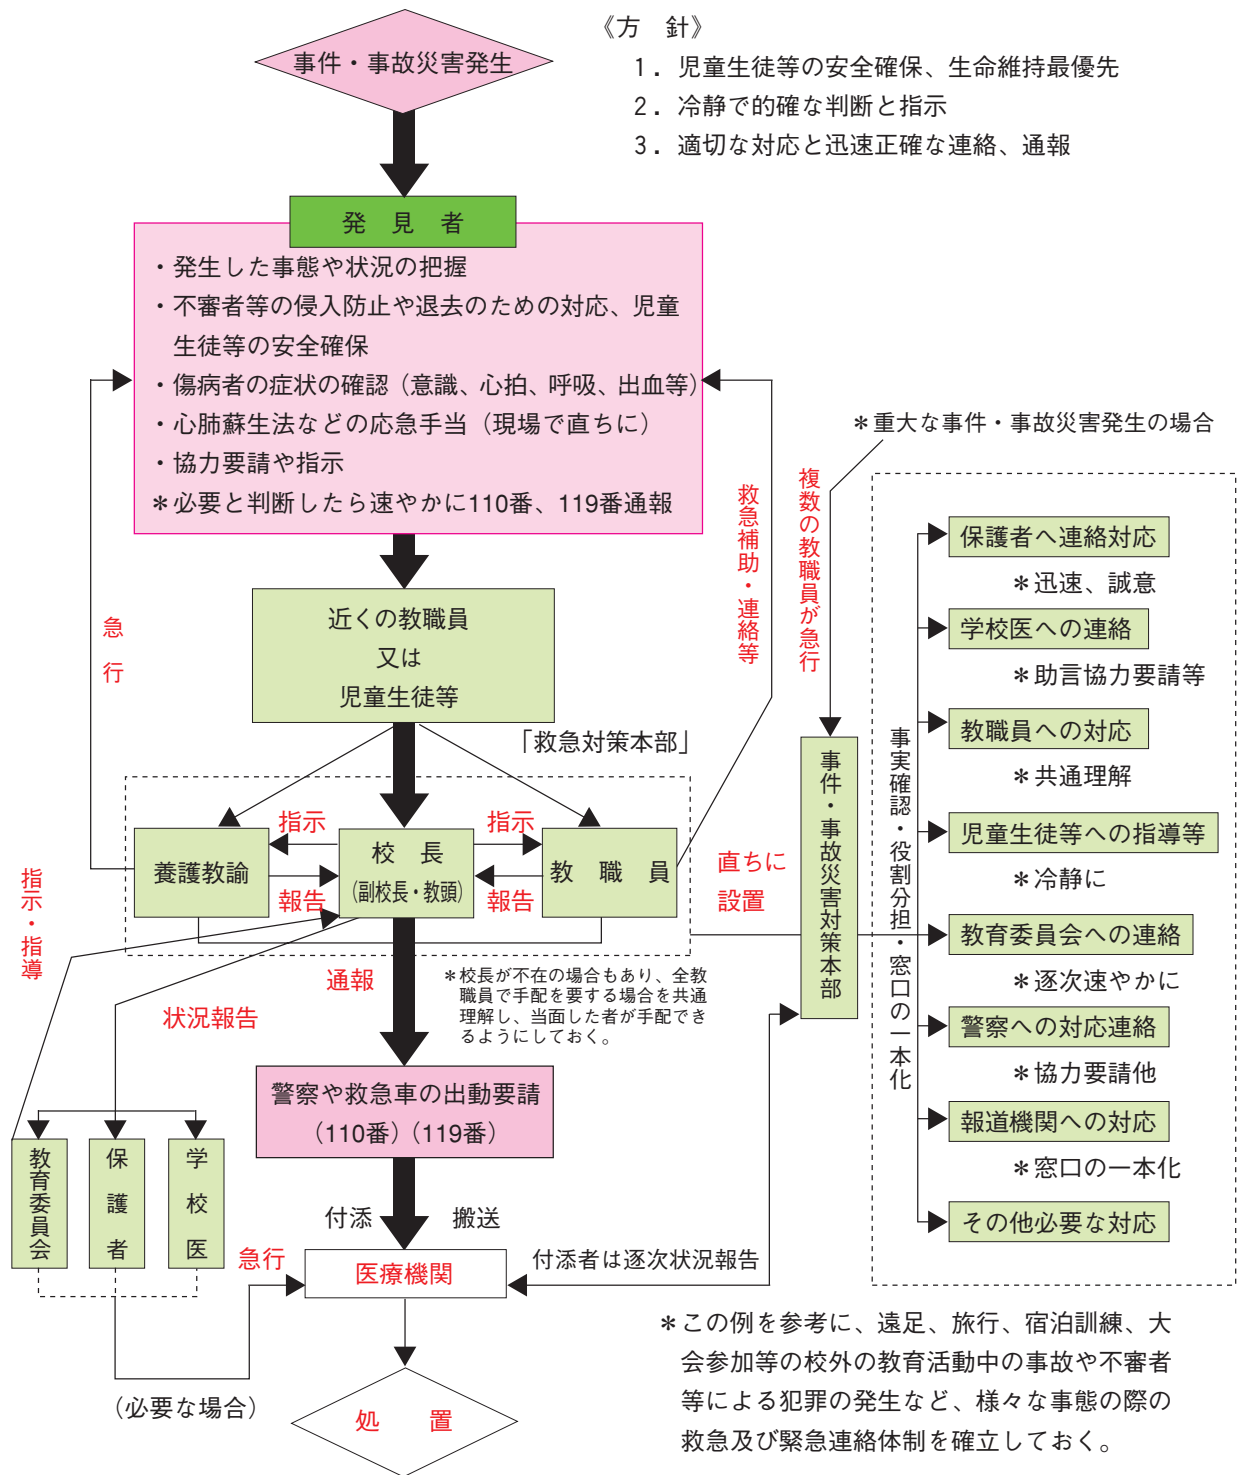 《方　針》
1．児童生徒等の安全確保、生命維持最優先
2．冷静で的確な判断と指示
3．適切な対応と迅速正確な連絡、通報
事件・事故災害発生
発　見　者
・発生した事態や状況の把握
・不審者等の侵入防止や退去のための対応、児童
生徒等の安全確保
・傷病者の症状の確認（意識、心拍、呼吸、出血等）
・心肺蘇生法などの応急手当（現場で直ちに）
・協力要請や指示
＊必要と判断したら速やかに110番、119番通報
急　行
救急補助・連絡等
近くの教職員
又は
児童生徒等
「救急対策本部」
養護教諭
指示
報告
校　長
（副校長・教頭）
指示
報告
教　職　員
直ちに
設置
指示・指導
状況報告
通報
＊校長が不在の場合もあり、全教
職員で手配を要する場合を共通
理解し、当面した者が手配でき
るようにしておく。
警察や救急車の出動要請
（110番）（119番）
教育委員会
保護者
学校医
付添
搬送
急行
医療機関
付添者は逐次状況報告
（必要な場合）
処　置
＊重大な事件・事故災害発生の場合
複数の教職員が急行
事件・事故災害対策本部
事実確認・役割分担・窓口の一本化
保護者へ連絡対応
＊迅速、誠意
学校医への連絡
＊助言協力要請等
教職員への対応
＊共通理解
児童生徒等への指導等
＊冷静に
教育委員会への連絡
＊逐次速やかに
警察への対応連絡
＊協力要請他
報道機関への対応
＊窓口の一本化
その他必要な対応
＊この例を参考に、遠足、旅行、宿泊訓練、大
会参加等の校外の教育活動中の事故や不審者
等による犯罪の発生など、様々な事態の際の
救急及び緊急連絡体制を確立しておく。